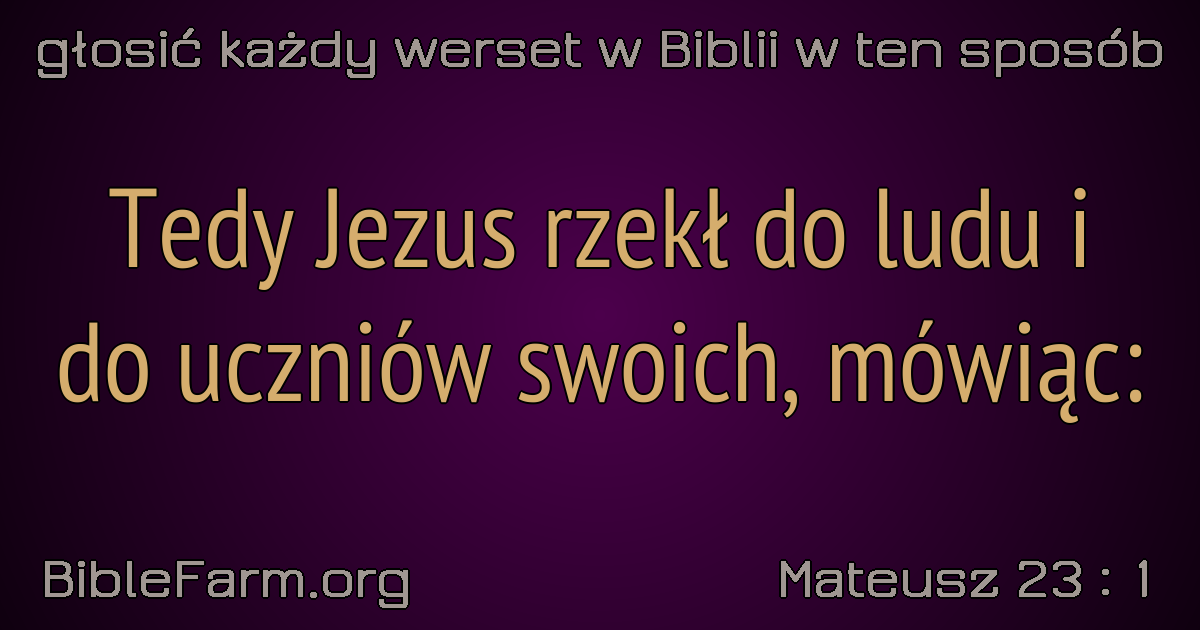 głosić każdy werset w Biblii w ten sposób
Tedy Jezus rzekł do ludu i
do uczniów swoich, mówiąc:
BibleFarm.org
Mateusz 23 : 1